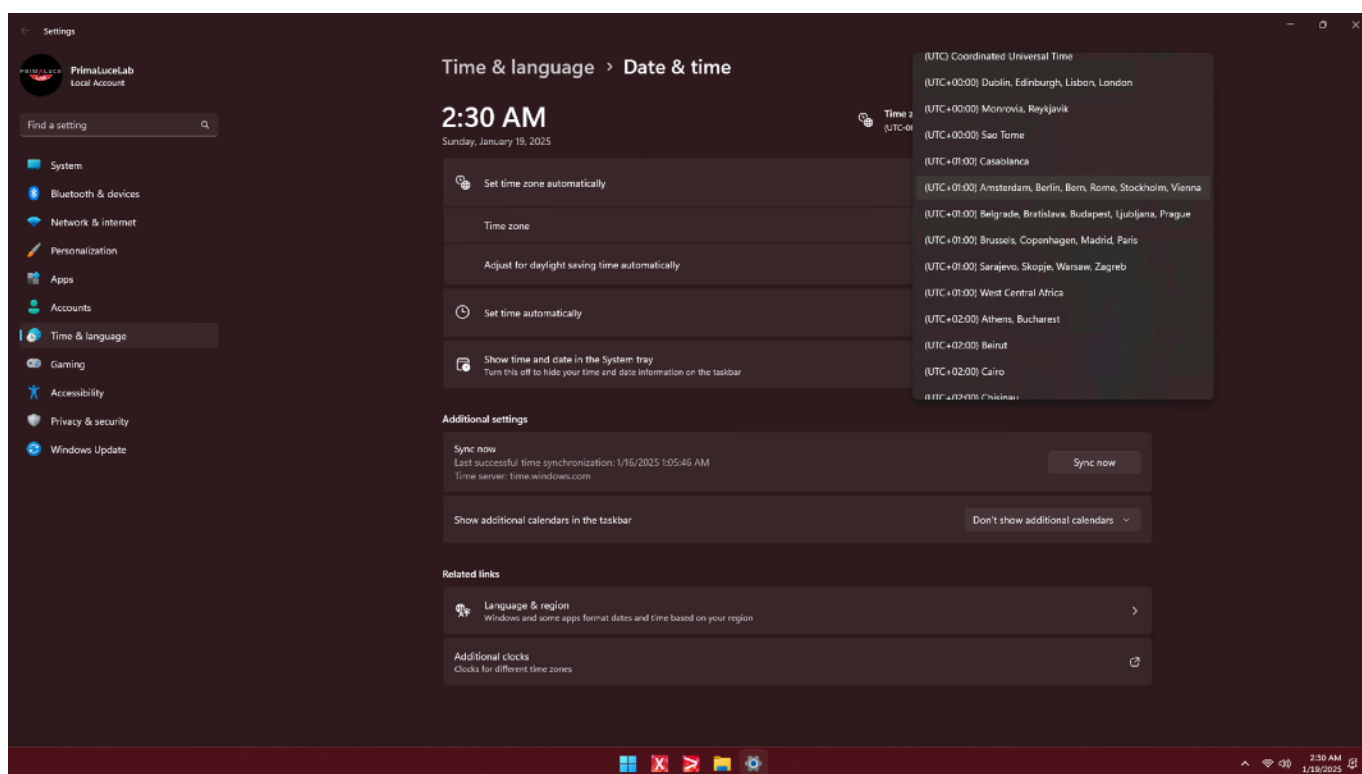 Settings
PRIMALUCE
LAB
PrimaLuceLab
Local Account
Find a setting
System
Bluetooth & devices
Network & internet
Personalization
Apps
Accounts
Time & language
Gaming
Accessibility
Privacy & security
Windows Update
Time & language > Date & time
2:30 AM
Sunday, January 19, 2025
Time z
(UTC-0
Set time zone automatically
Time zone
Adjust for daylight saving time automatically
Set time automatically
Show time and date in the System tray
Turn this off to hide your time and date information on the taskbar
(UTC) Coordinated Universal Time
(UTC+00:00) Dublin, Edinburgh, Lisbon, London
(UTC+00:00) Monrovia, Reykjavik
(UTC+00:00) Sao Tome
(UTC+01:00) Casablanca
(UTC+01:00) Amsterdam, Berlin, Bern, Rome, Stockholm, Vienna
(UTC+01:00) Belgrade, Bratislava, Budapest, Ljubljana, Prague
(UTC+01:00) Brussels, Copenhagen, Madrid, Paris
(UTC+01:00) Sarajevo, Skopje, Warsaw, Zagreb
(UTC+01:00) West Central Africa
(UTC+02:00) Athens, Bucharest
(UTC+02:00) Beirut
(UTC+02:00) Cairo
(UTC+02:00) Chisinau
Additional settings
Sync now
Last successful time synchronization: 1/16/2025 1:05:46 AM
Time server: time.windows.com
Sync now
Show additional calendars in the taskbar
Don't show additional calendars
Related links
Language & region
Windows and some apps format dates and time based on your region
Additional clocks
Clocks for different time zones
2:30 AM
1/19/2025